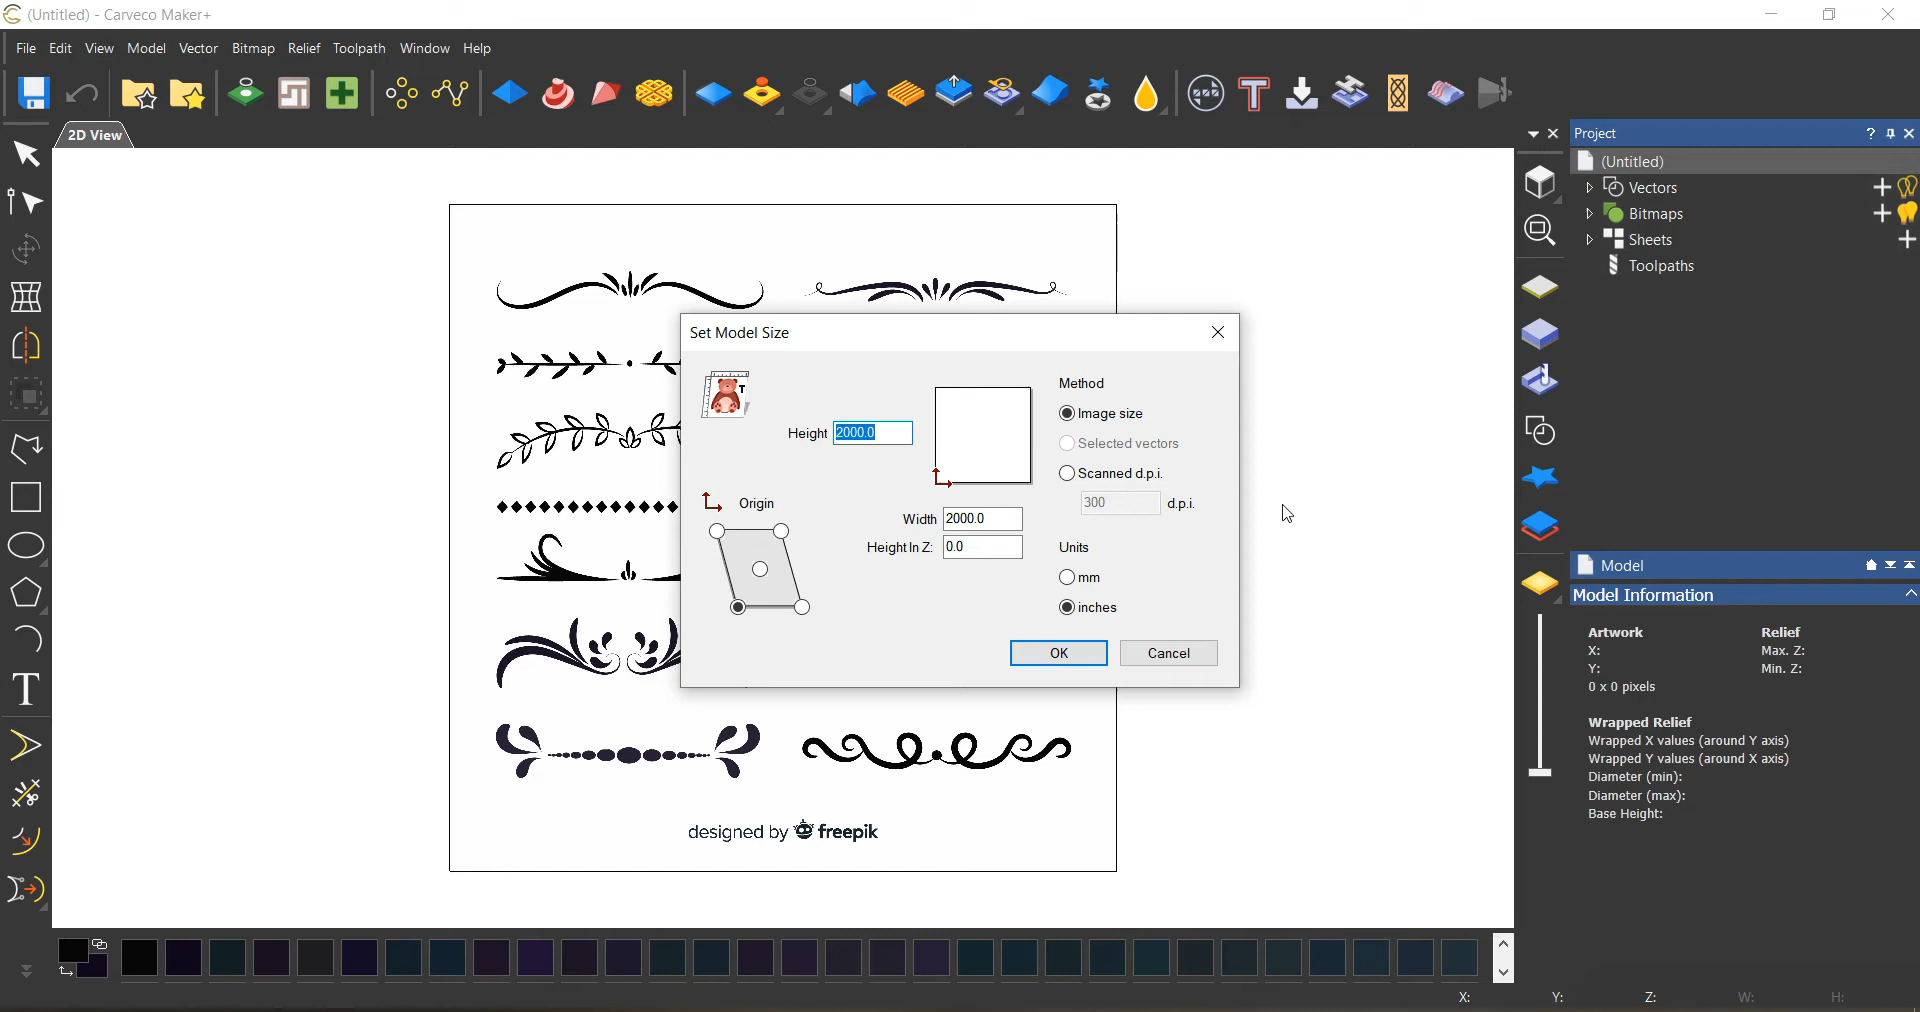 (Untitled) - Carveco Maker+
File Edit View Model Vector Bitmap Relief Toolpath Window Help
2D View
Project
(Untitled)
Vectors
Bitmaps
Sheets
Toolpaths
Set Model Size
Height 2000.0
Origin
Width 2000.0
Height In Z: 0.0
Method
Image size
Selected vectors
Scanned d.p.i.
300 d.p.i.
Units
mm
inches
OK Cancel
designed by freepik
Model
Model Information
Artwork Relief
X: Max. Z:
Y: Min. Z:
0 x 0 pixels
Wrapped Relief
Wrapped X values (around Y axis)
Wrapped Y values (around X axis)
Diameter (min):
Diameter (max):
Base Height:
X: Y: Z: W: H: